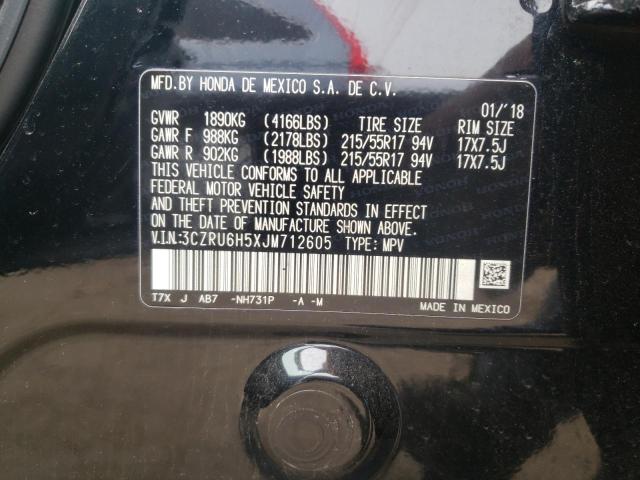 MFD.BY HONDA DE MEXICO S.A. DE C.V.
01/'18
GVWR 1890KG (4166LBS) TIRE SIZE RIM SIZE
GAWR F 988KG (2178LBS) 215/55R17 94V 17X7.5J
GAWR R 902KG (1988LBS) 215/55R17 94V 17X7.5J
THIS VEHICLE CONFORMS TO ALL APPLICABLE
FEDERAL MOTOR VEHICLE SAFETY
AND THEFT PREVENTION STANDARDS IN EFFECT
ON THE DATE OF MANUFACTURE SHOWN ABOVE.
V.I.N:3CZRU6H5XJM712605 TYPE: MPV
T7X J AB7 -NH731P -A -M
MADE IN MEXICO